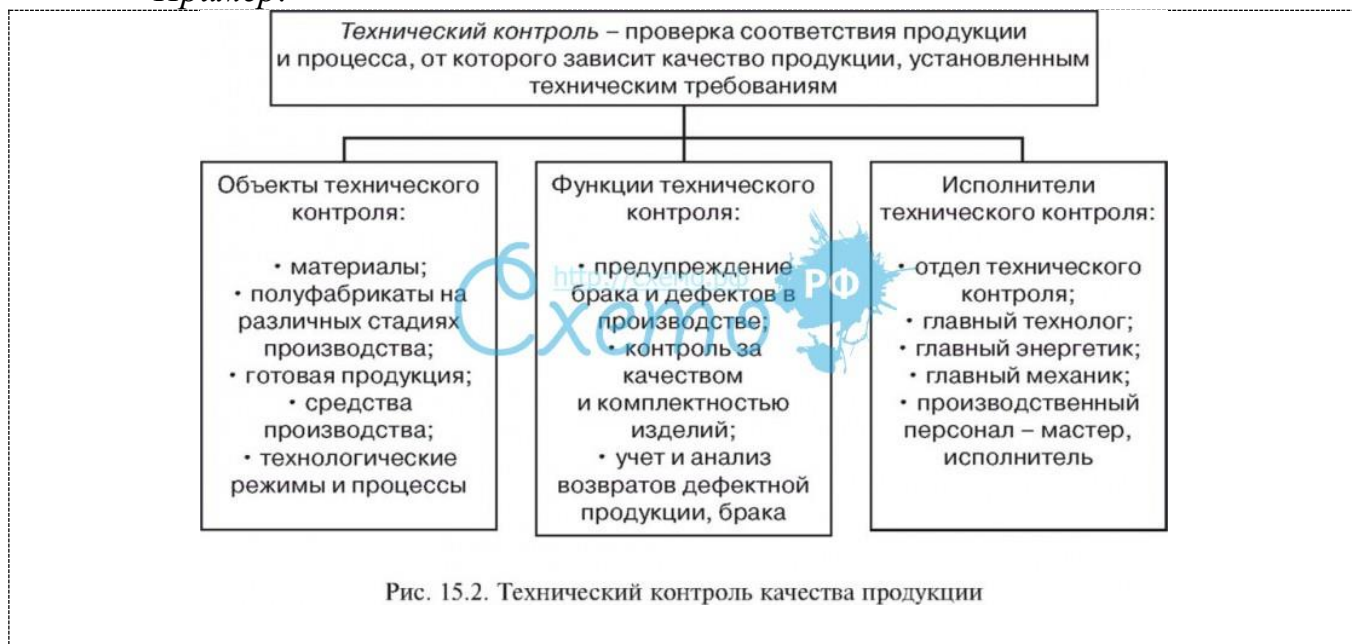 Пример:
Технический контроль – проверка соответствия продукции
и процесса, от которого зависит качество продукции, установленным
техническим требованиям
Объекты технического
контроля:
• материалы;
• полуфабрикаты на
различных стадиях
производства;
• готовая продукция;
• средства
производства;
• технологические
режимы и процессы
Функции технического
контроля:
• предупреждение
брака и дефектов в
производстве;
• контроль за
качеством
и комплектностью
изделий;
• учет и анализ
возвратов дефектной
продукции, брака
Исполнители
технического контроля:
• отдел технического
контроля;
• главный технолог;
• главный энергетик;
• главный механик;
• производственный
персонал – мастер,
исполнитель
http://схемо.рф
Схемо
РФ
Рис. 15.2. Технический контроль качества продукции